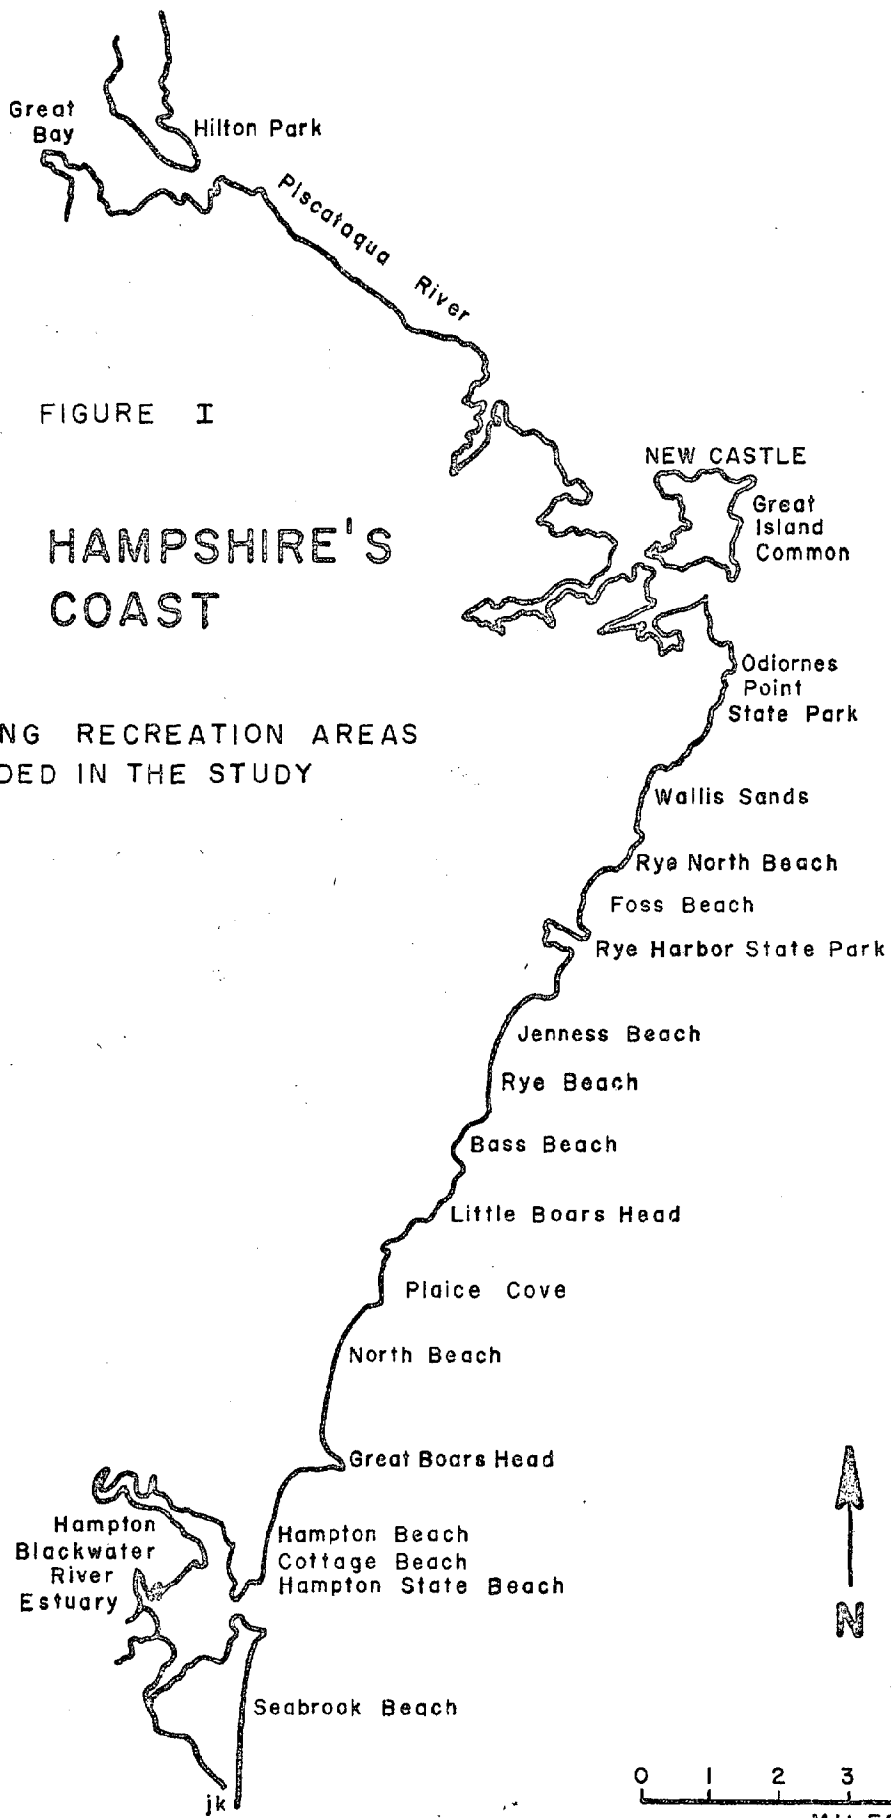 Great
Bay
Hilton Park
Piscataqua River
FIGURE I
HAMPSHIRE'S
COAST
NEW CASTLE
Great
Island
Common
Odiornes
Point
State Park
RECREATION AREAS
IN THE STUDY
Wallis Sands
Rye North Beach
Foss Beach
Rye Harbor State Park
Jenness Beach
Rye Beach
Bass Beach
Little Boars Head
Plaice Cove
North Beach
Great Boars Head
Hampton
Blackwater
River
Estuary
Hampton Beach
Cottage Beach
Hampton State Beach
N
Seabrook Beach
jk
0 1 2 3